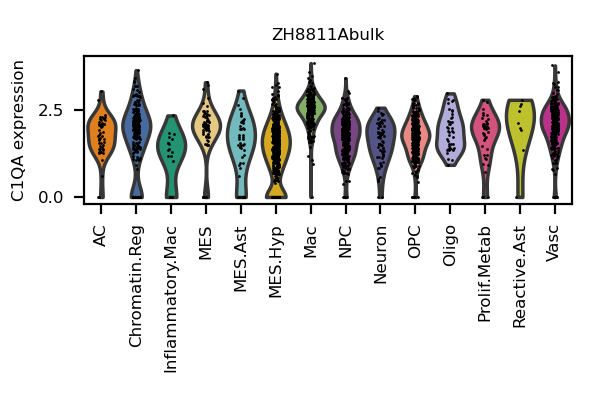 ZH8811Abulk
C1QA expression
2.5
0.0
AC
Chromatin.Reg
Inflammatory.Mac
MES
MES.Ast
MES.Hyp
Mac
NPC
Neuron
OPC
Oligo
Prolif.Metab
Reactive.Ast
Vasc